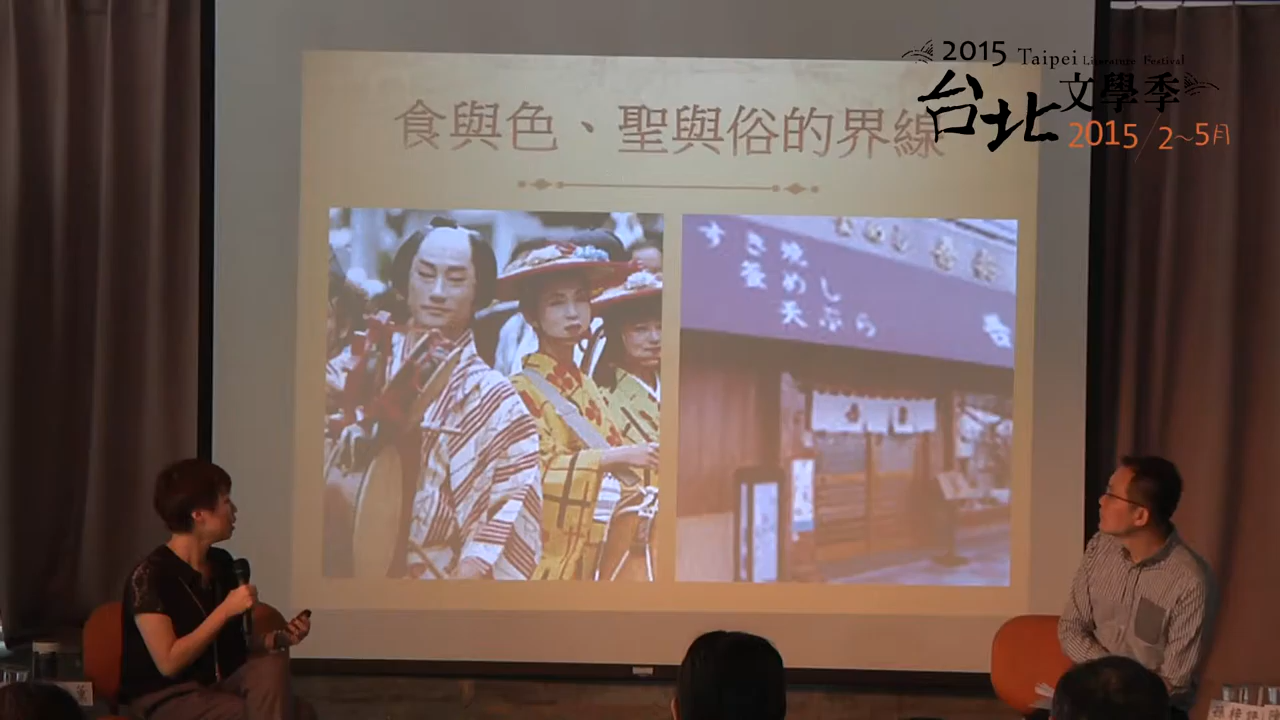 2015 Taipei Literature Festival
台北文學季
2015/2~5月
食與色、聖與俗的界線
すき焼
釜めし
天ぷら